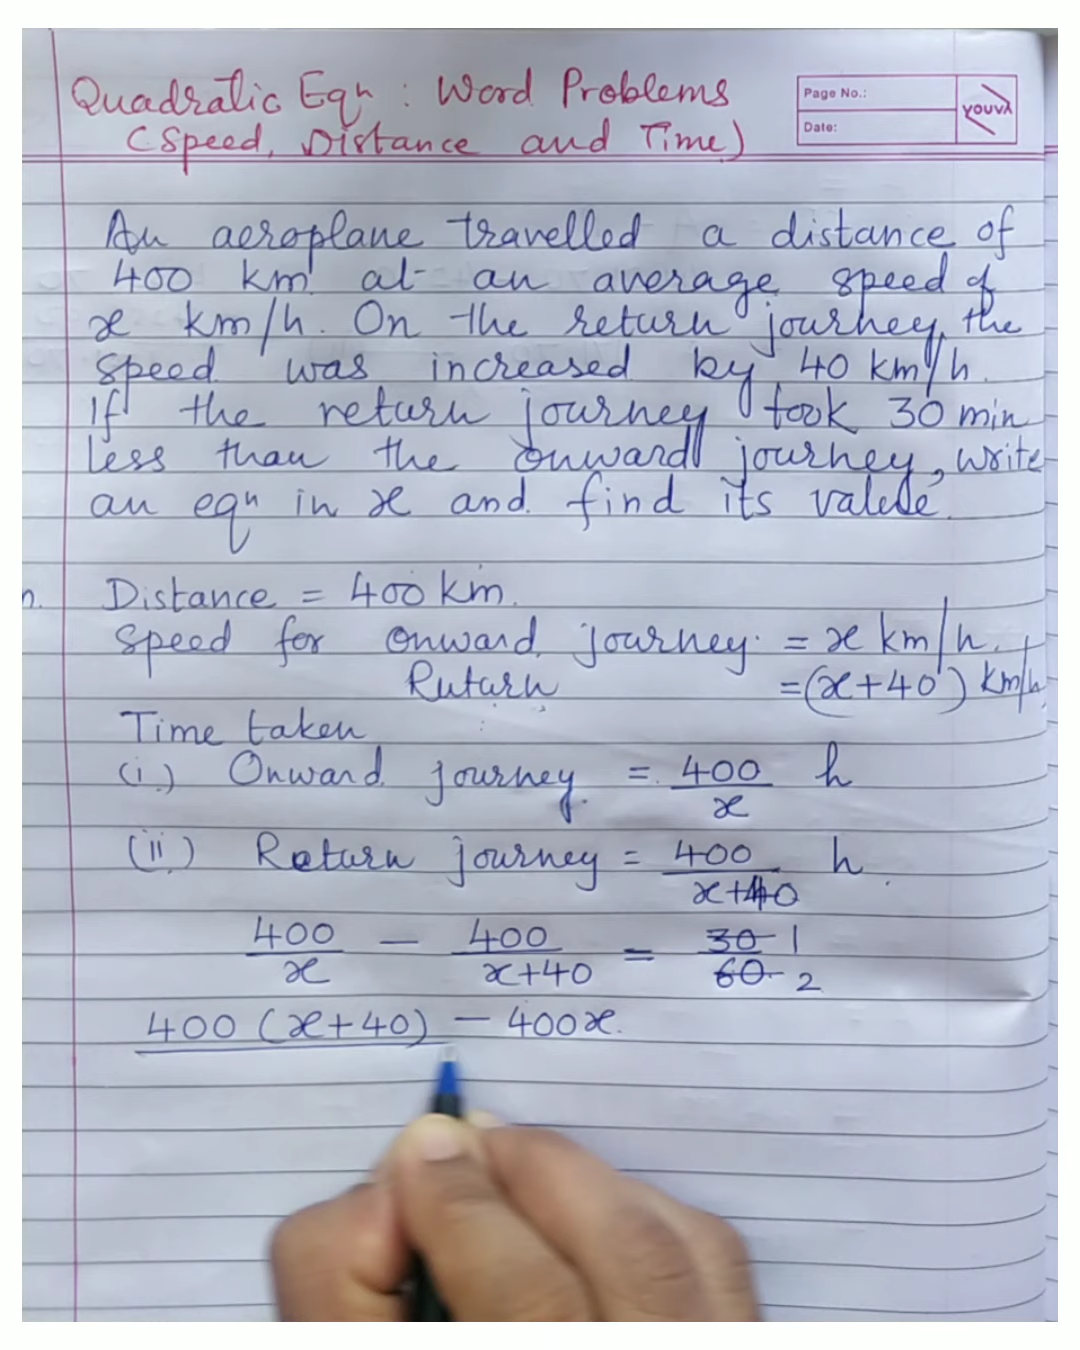 Quadratic Eqn : Word Problems
(Speed, Distance and Time)
Page No.:
Date:
YOUVA
An aeroplane travelled a distance of
400 km at an average speed of
x km/h. On the return journey, the
speed was increased by 40 km/h.
If the return journey took 30 min
less than the onward journey, write
an eqn in x and find its value.
n. Distance = 400 km.
Speed for onward journey = x km/h.
Ruturn =(x+40) km/h.
Time taken
(i.) Onward journey = 400/x h
(ii) Return journey = 400/x+40 h.
400/x - 400/x+40 = 30/60 1/2
400 (x+40) - 400x.